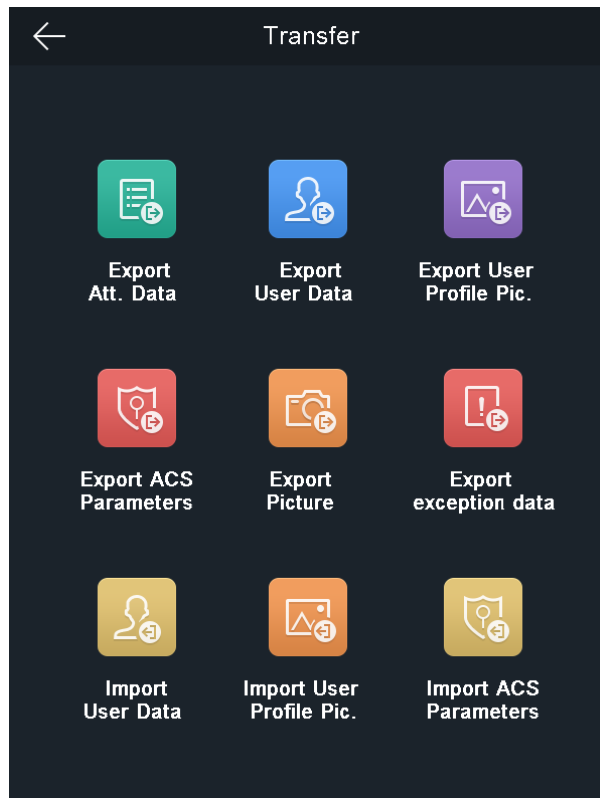 Transfer
Export
Att. Data
Export
User Data
Export User
Profile Pic.
Export ACS
Parameters
Export
Picture
Export
exception data
Import
User Data
Import User
Profile Pic.
Import ACS
Parameters